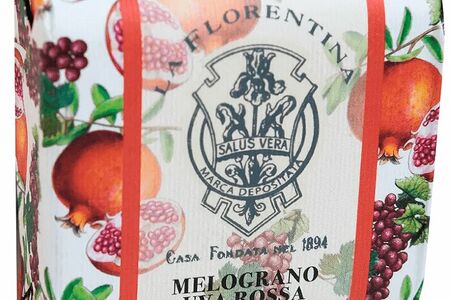 LA FLORENTINA
SALUS VERA
MARCA DEPOSITATA
CASA FONDATA NEL 1894
MELOGRANO
UVA ROSSA